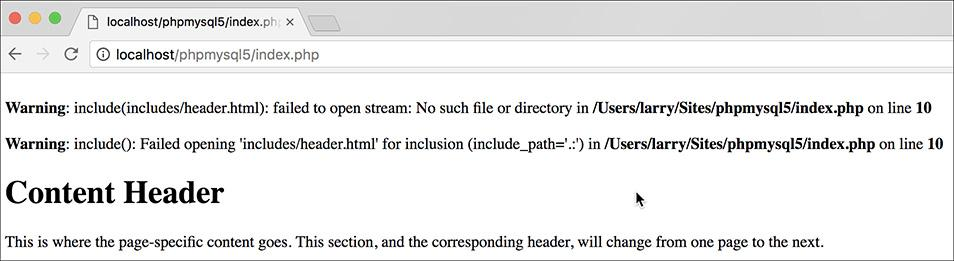 localhost/phpmysql5/index.php
localhost/phpmysql5/index.php
Warning: include(includes/header.html): failed to open stream: No such file or directory in /Users/larry/Sites/phpmysql5/index.php on line 10
Warning: include(): Failed opening 'includes/header.html' for inclusion (include_path='.:') in /Users/larry/Sites/phpmysql5/index.php on line 10
Content Header
This is where the page-specific content goes. This section, and the corresponding header, will change from one page to the next.